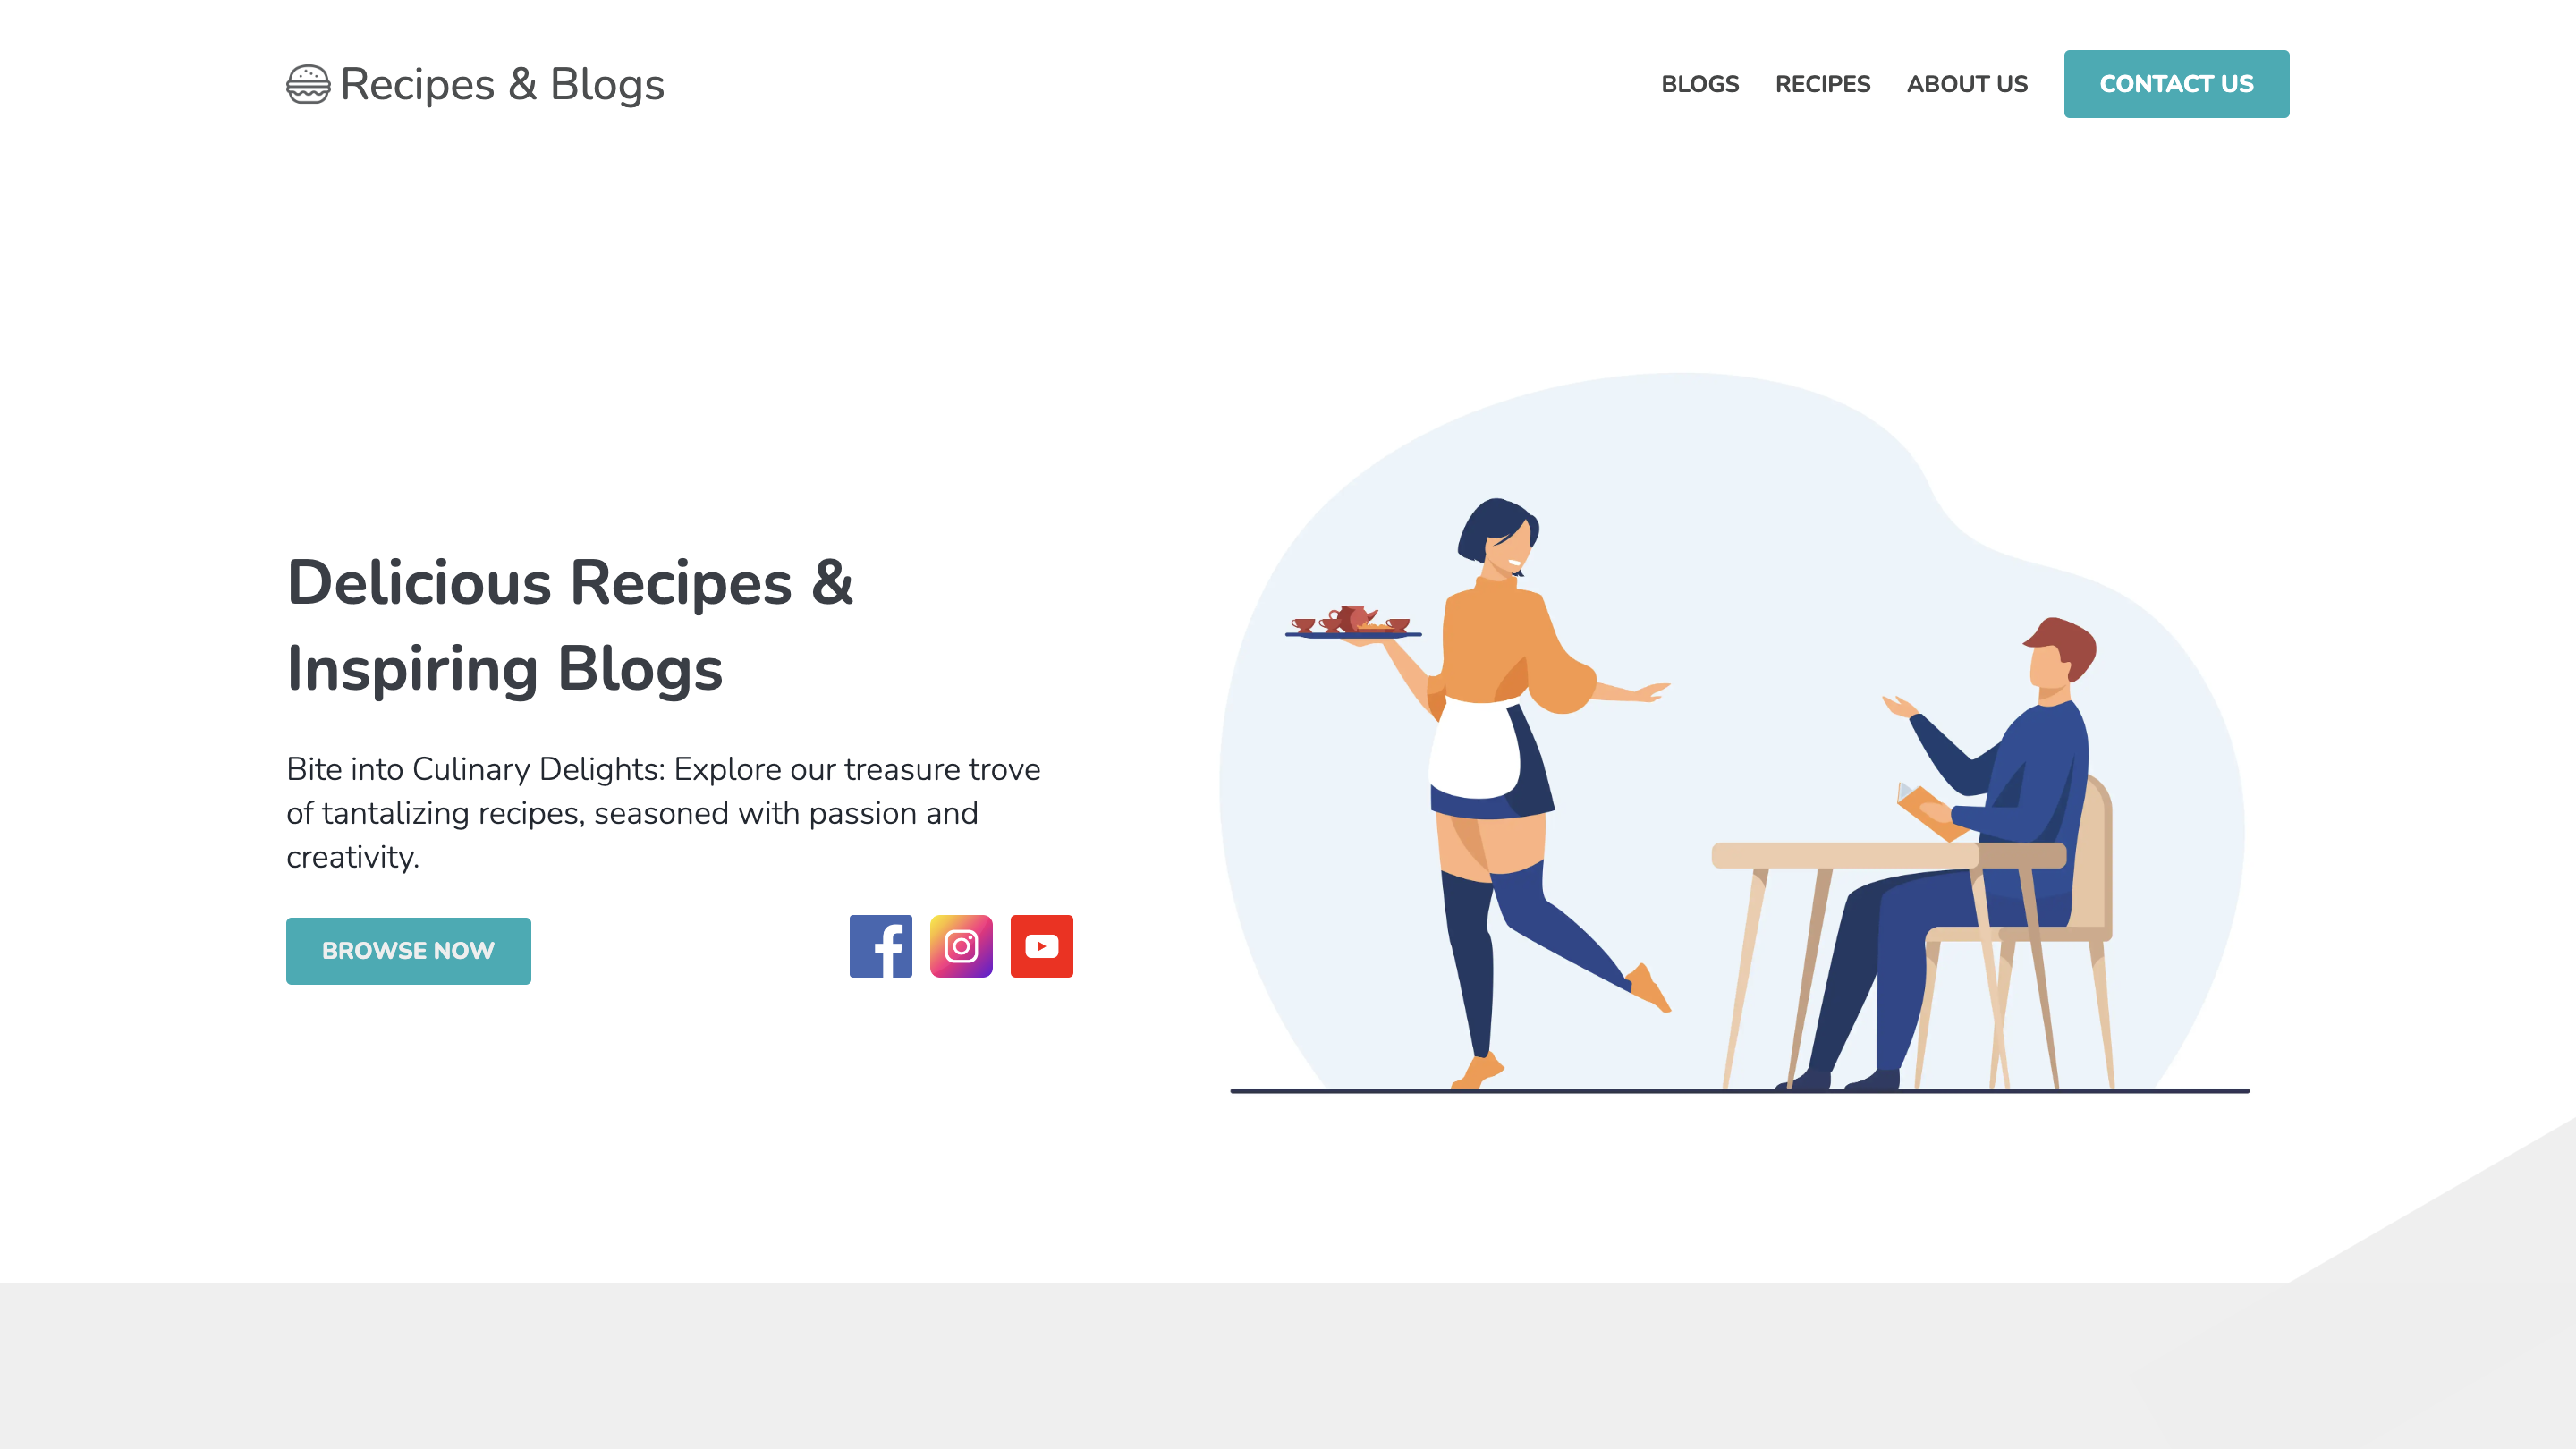 Recipes & Blogs
BLOGS
RECIPES
ABOUT US
CONTACT US
Delicious Recipes &
Inspiring Blogs
Bite into Culinary Delights: Explore our treasure trove
of tantalizing recipes, seasoned with passion and
creativity.
BROWSE NOW